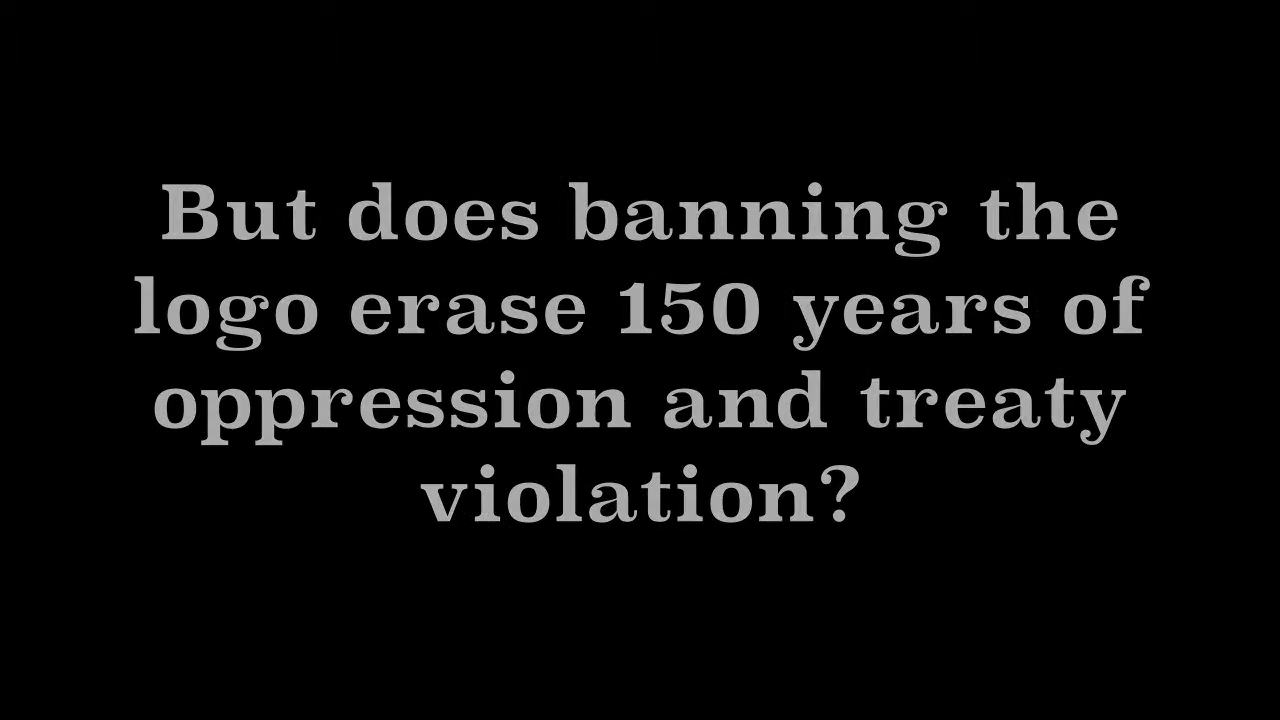 But does banning the
logo erase 150 years of
oppression and treaty
violation?